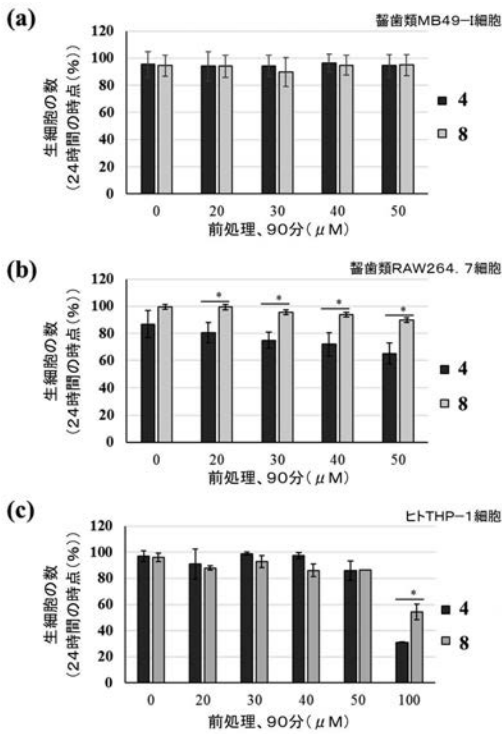 (a)
齧歯類MB49-I細胞
生細胞の数
(24時間の時点(%))
120
100
80
60
40
20
0
0 20 30 40 50
前処理、90分(μM)
4
8
(b)
齧歯類RAW264.7細胞
生細胞の数
(24時間の時点(%))
120
100
80
60
40
20
0
* * * *
0 20 30 40 50
前処理、90分(μM)
4
8
(c)
ヒトTHP-1細胞
生細胞の数
(24時間の時点(%))
120
100
80
60
40
20
0
*
0 20 30 40 50 100
前処理、90分(μM)
4
8